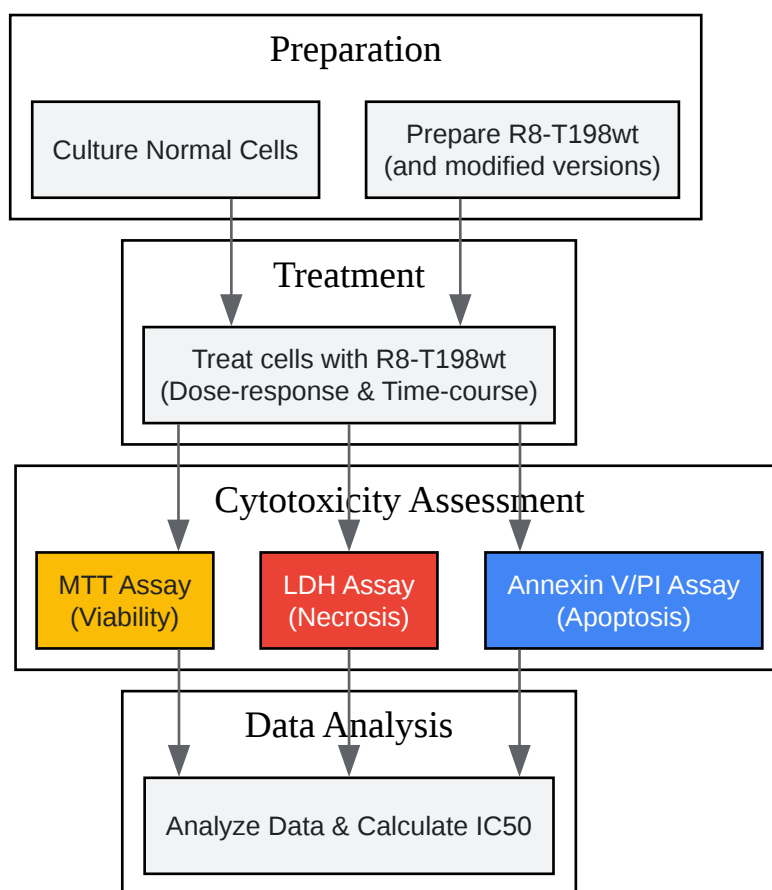 Preparation
Culture Normal Cells
Prepare R8-T198wt
(and modified versions)
Treatment
Treat cells with R8-T198wt
(Dose-response & Time-course)
Cytotoxicity Assessment
MTT Assay
(Viability)
LDH Assay
(Necrosis)
Annexin V/PI Assay
(Apoptosis)
Data Analysis
Analyze Data & Calculate IC50